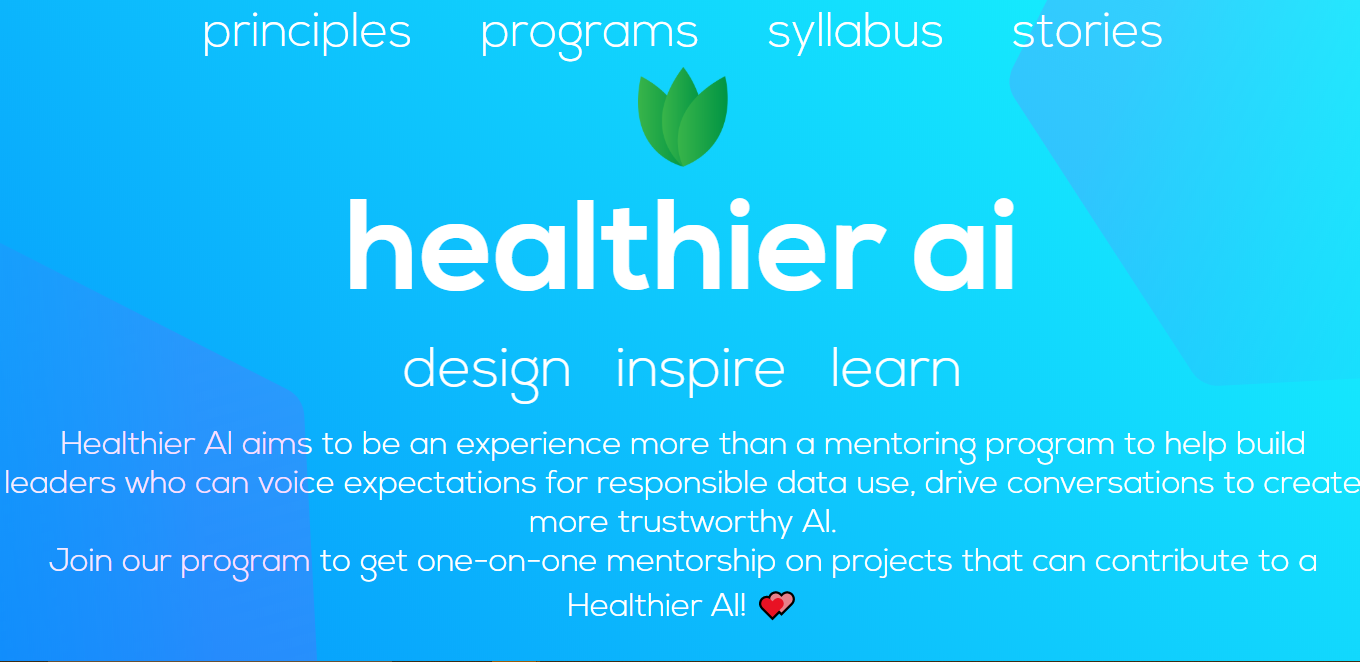 principles programs syllabus stories
healthier ai
design inspire learn
Healthier AI aims to be an experience more than a mentoring program to help build
leaders who can voice expectations for responsible data use, drive conversations to create
more trustworthy AI.
Join our program to get one-on-one mentorship on projects that can contribute to a
Healthier AI! 💕